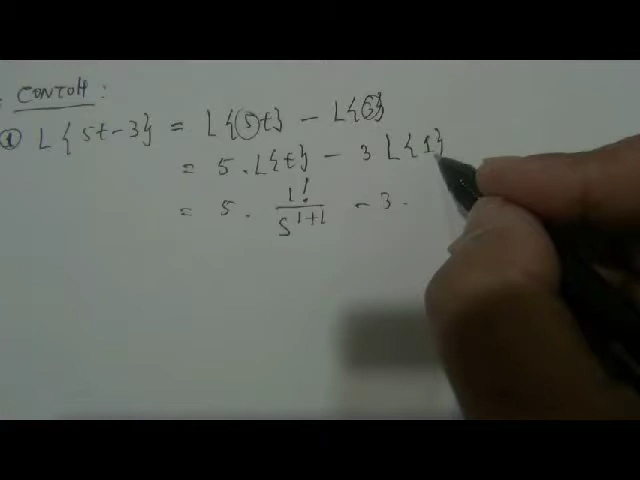 CONTOH :
① L{5t-3} = L{5t} - L{3}
= 5 . L{t} - 3 L{1}
= 5 . 1!/S^{1+1} - 3 .